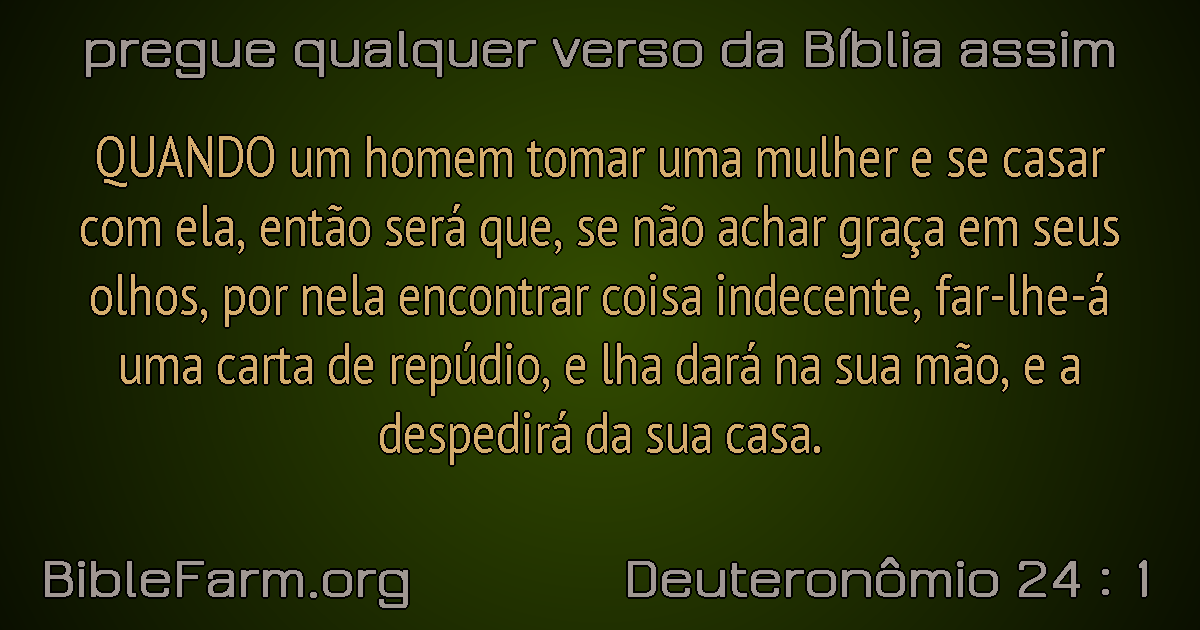 pregue qualquer verso da Bíblia assim
QUANDO um homem tomar uma mulher e se casar
com ela, então será que, se não achar graça em seus
olhos, por nela encontrar coisa indecente, far-lhe-á
uma carta de repúdio, e lha dará na sua mão, e a
despedirá da sua casa.
BibleFarm.org
Deuteronômio 24 : 1